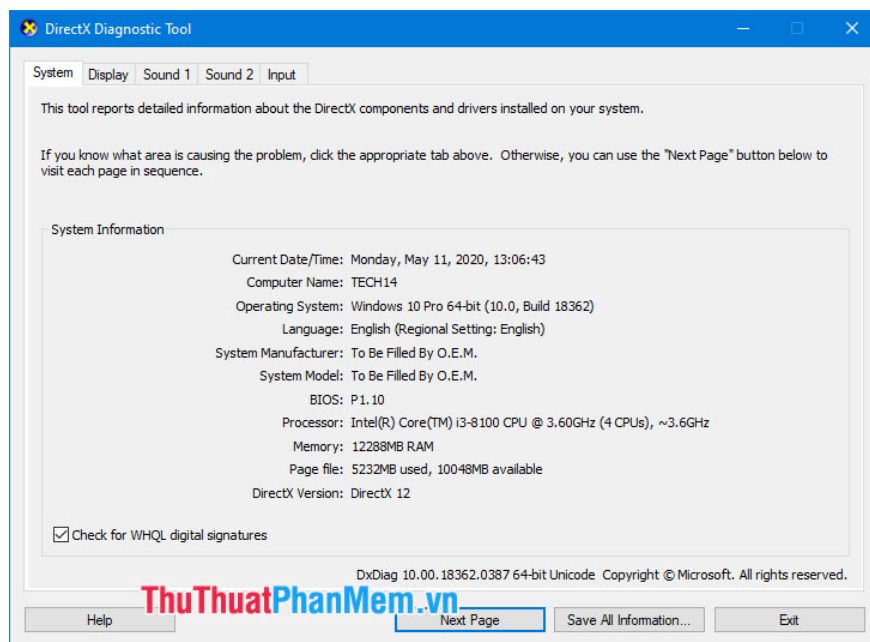 DirectX Diagnostic Tool
System Display Sound 1 Sound 2 Input
This tool reports detailed information about the DirectX components and drivers installed on your system.
If you know what area is causing the problem, click the appropriate tab above. Otherwise, you can use the "Next Page" button below to
visit each page in sequence.
System Information
Current Date/Time: Monday, May 11, 2020, 13:06:43
Computer Name: TECH14
Operating System: Windows 10 Pro 64-bit (10.0, Build 18362)
Language: English (Regional Setting: English)
System Manufacturer: To Be Filled By O.E.M.
System Model: To Be Filled By O.E.M.
BIOS: P1.10
Processor: Intel(R) Core(TM) i3-8100 CPU @ 3.60GHz (4 CPUs), ~3.6GHz
Memory: 12288MB RAM
Page file: 5232MB used, 10048MB available
DirectX Version: DirectX 12
Check for WHQL digital signatures
DxDiag 10.00.18362.0387 64-bit Unicode Copyright © Microsoft. All rights reserved.
ThuThuatPhanMem.vn
Help Next Page Save All Information... Exit